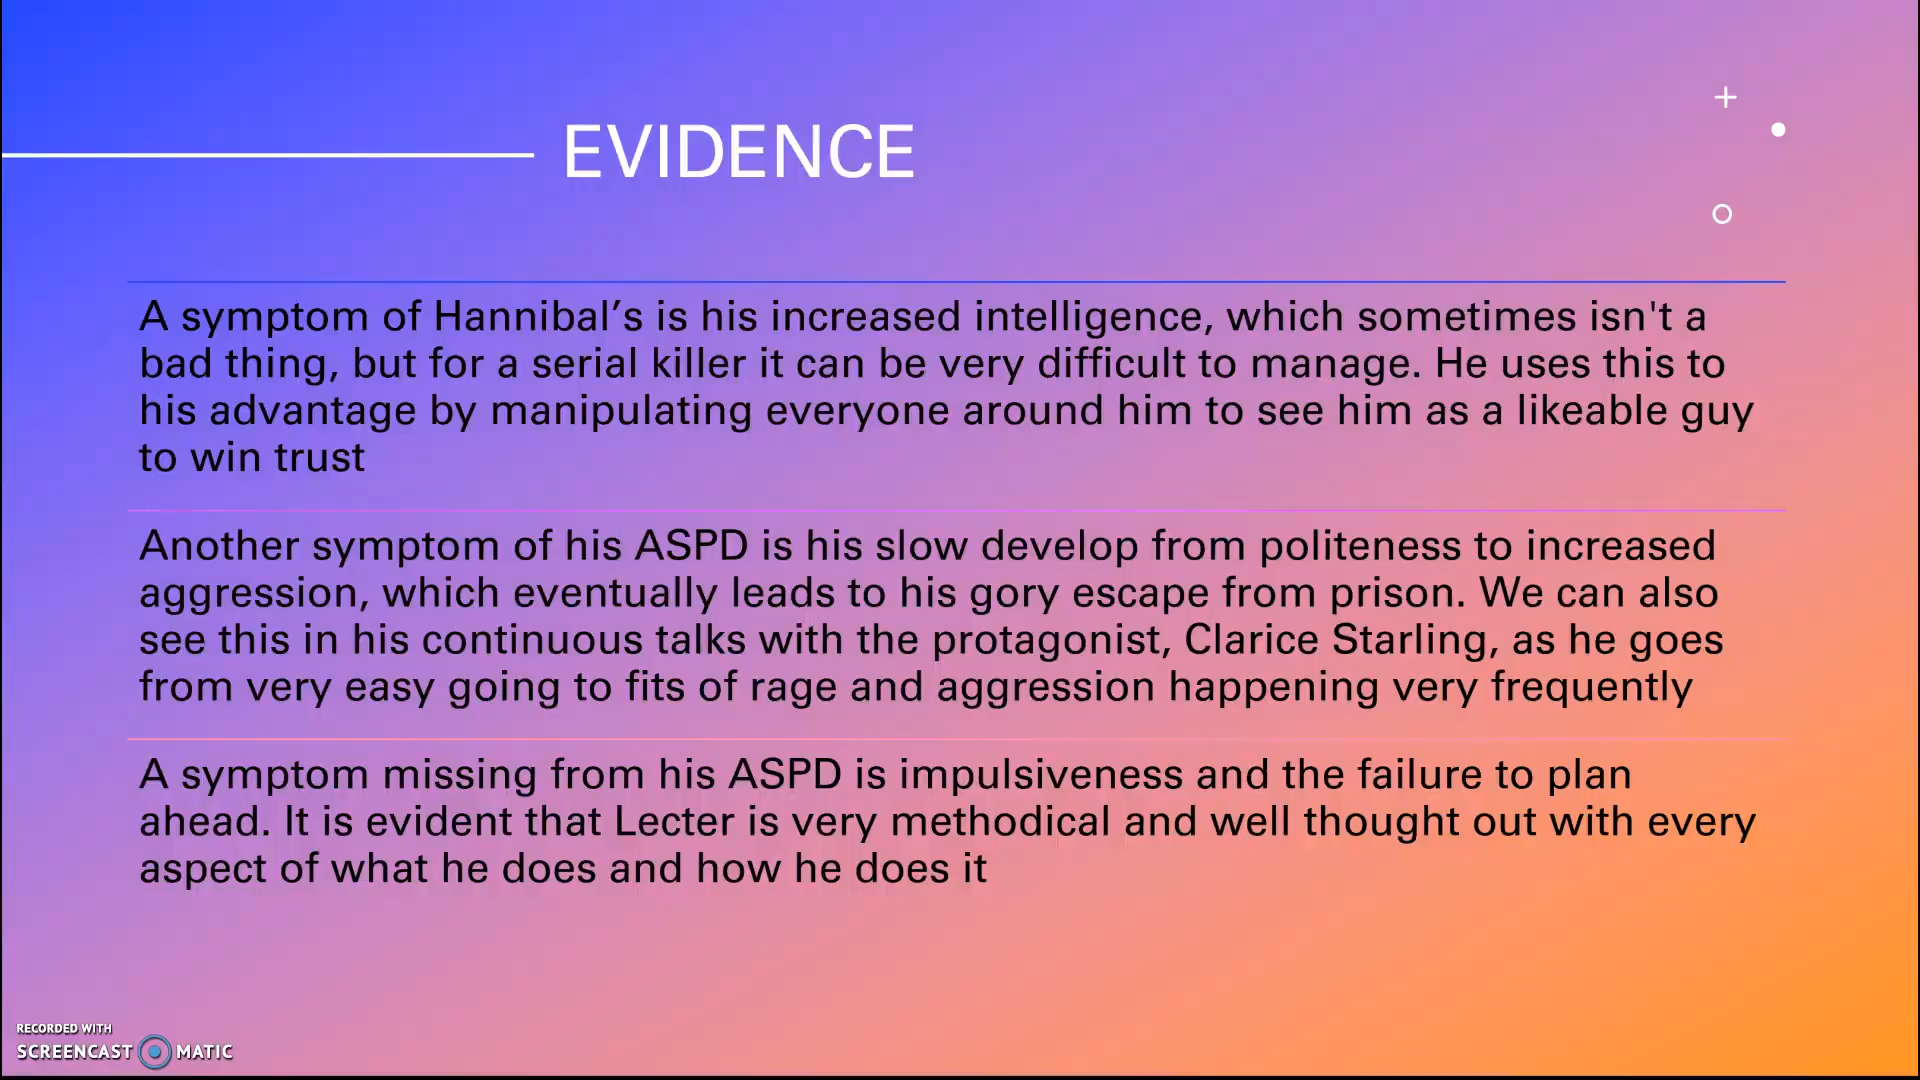 EVIDENCE
A symptom of Hannibal’s is his increased intelligence, which sometimes isn't a
bad thing, but for a serial killer it can be very difficult to manage. He uses this to
his advantage by manipulating everyone around him to see him as a likeable guy
to win trust
Another symptom of his ASPD is his slow develop from politeness to increased
aggression, which eventually leads to his gory escape from prison. We can also
see this in his continuous talks with the protagonist, Clarice Starling, as he goes
from very easy going to fits of rage and aggression happening very frequently
A symptom missing from his ASPD is impulsiveness and the failure to plan
ahead. It is evident that Lecter is very methodical and well thought out with every
aspect of what he does and how he does it
RECORDED WITH
SCREENCAST MATIC